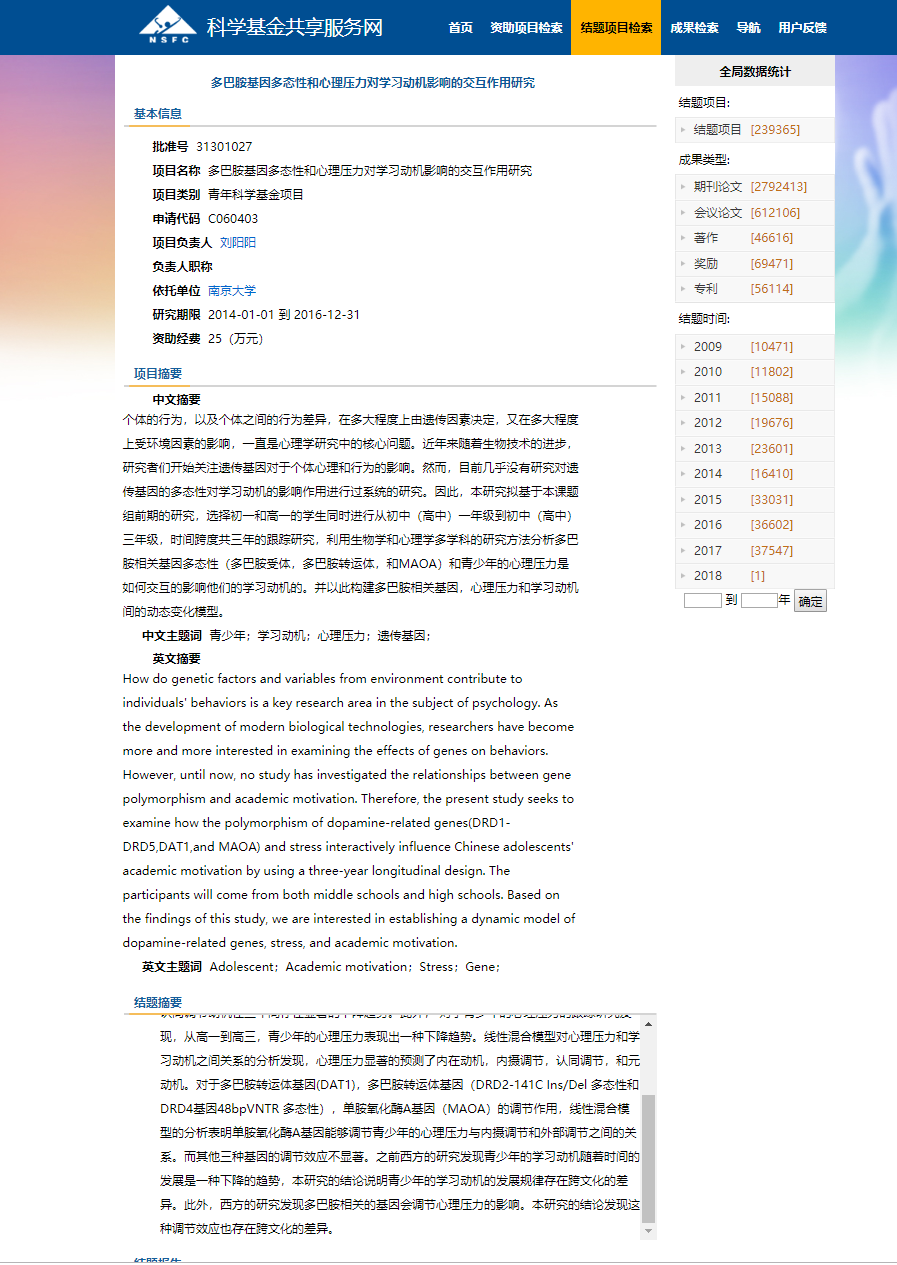 NSFC
科学基金共享服务网
首页 资助项目检索 结题项目检索 成果检索 导航 用户反馈
多巴胺基因多态性和心理压力对学习动机影响的交互作用研究
基本信息
批准号 31301027
项目名称 多巴胺基因多态性和心理压力对学习动机影响的交互作用研究
项目类别 青年科学基金项目
申请代码 C060403
项目负责人 刘阳阳
负责人职称
依托单位 南京大学
研究期限 2014-01-01 到 2016-12-31
资助经费 25（万元）
项目摘要
中文摘要
个体的行为，以及个体之间的行为差异，在多大程度上由遗传因素决定，又在多大程度
上受环境因素的影响，一直是心理学研究中的核心问题。近年来随着生物技术的进步，
研究者们开始关注遗传基因对于个体心理和行为的影响。然而，目前几乎没有研究对遗
传基因的多态性对学习动机的影响作用进行过系统的研究。因此，本研究拟基于本课题
组前期的研究，选择初一和高一的学生同时进行从初中（高中）一年级到初中（高中）
三年级，时间跨度共三年的跟踪研究，利用生物学和心理学多学科的研究方法分析多巴
胺相关基因多态性（多巴胺受体，多巴胺转运体，和MAOA）和青少年的心理压力是
如何交互的影响他们的学习动机的。并以此构建多巴胺相关基因，心理压力和学习动机
间的动态变化模型。
中文主题词 青少年；学习动机；心理压力；遗传基因；
英文摘要
How do genetic factors and variables from environment contribute to
individuals' behaviors is a key research area in the subject of psychology. As
the development of modern biological technologies, researchers have become
more and more interested in examining the effects of genes on behaviors.
However, until now, no study has investigated the relationships between gene
polymorphism and academic motivation. Therefore, the present study seeks to
examine how the polymorphism of dopamine-related genes(DRD1-
DRD5,DAT1,and MAOA) and stress interactively influence Chinese adolescents'
academic motivation by using a three-year longitudinal design. The
participants will come from both middle schools and high schools. Based on
the findings of this study, we are interested in establishing a dynamic model of
dopamine-related genes, stress, and academic motivation.
英文主题词 Adolescent；Academic motivation；Stress；Gene；
结题摘要
现，从高一到高三，青少年的心理压力表现出一种下降趋势。线性混合模型对心理压力和学
习动机之间关系的分析发现，心理压力显著的预测了内在动机，内摄调节，认同调节，和元
动机。对于多巴胺转运体基因(DAT1)，多巴胺转运体基因（DRD2-141C Ins/Del 多态性和
DRD4基因48bpVNTR 多态性），单胺氧化酶A基因（MAOA）的调节作用，线性混合模
型的分析表明单胺氧化酶A基因能够调节青少年的心理压力与内摄调节和外部调节之间的关
系。而其他三种基因的调节效应不显著。之前西方的研究发现青少年的学习动机随着时间的
发展是一种下降的趋势，本研究的结论说明青少年的学习动机的发展规律存在跨文化的差
异。此外，西方的研究发现多巴胺相关的基因会调节心理压力的影响。本研究的结论发现这
种调节效应也存在跨文化的差异。
全局数据统计
结题项目:
结题项目 [239365]
成果类型:
期刊论文 [2792413]
会议论文 [612106]
著作 [46616]
奖励 [69471]
专利 [56114]
结题时间:
2009 [10471]
2010 [11802]
2011 [15088]
2012 [19676]
2013 [23601]
2014 [16410]
2015 [33031]
2016 [36602]
2017 [37547]
2018 [1]
到 年 确定